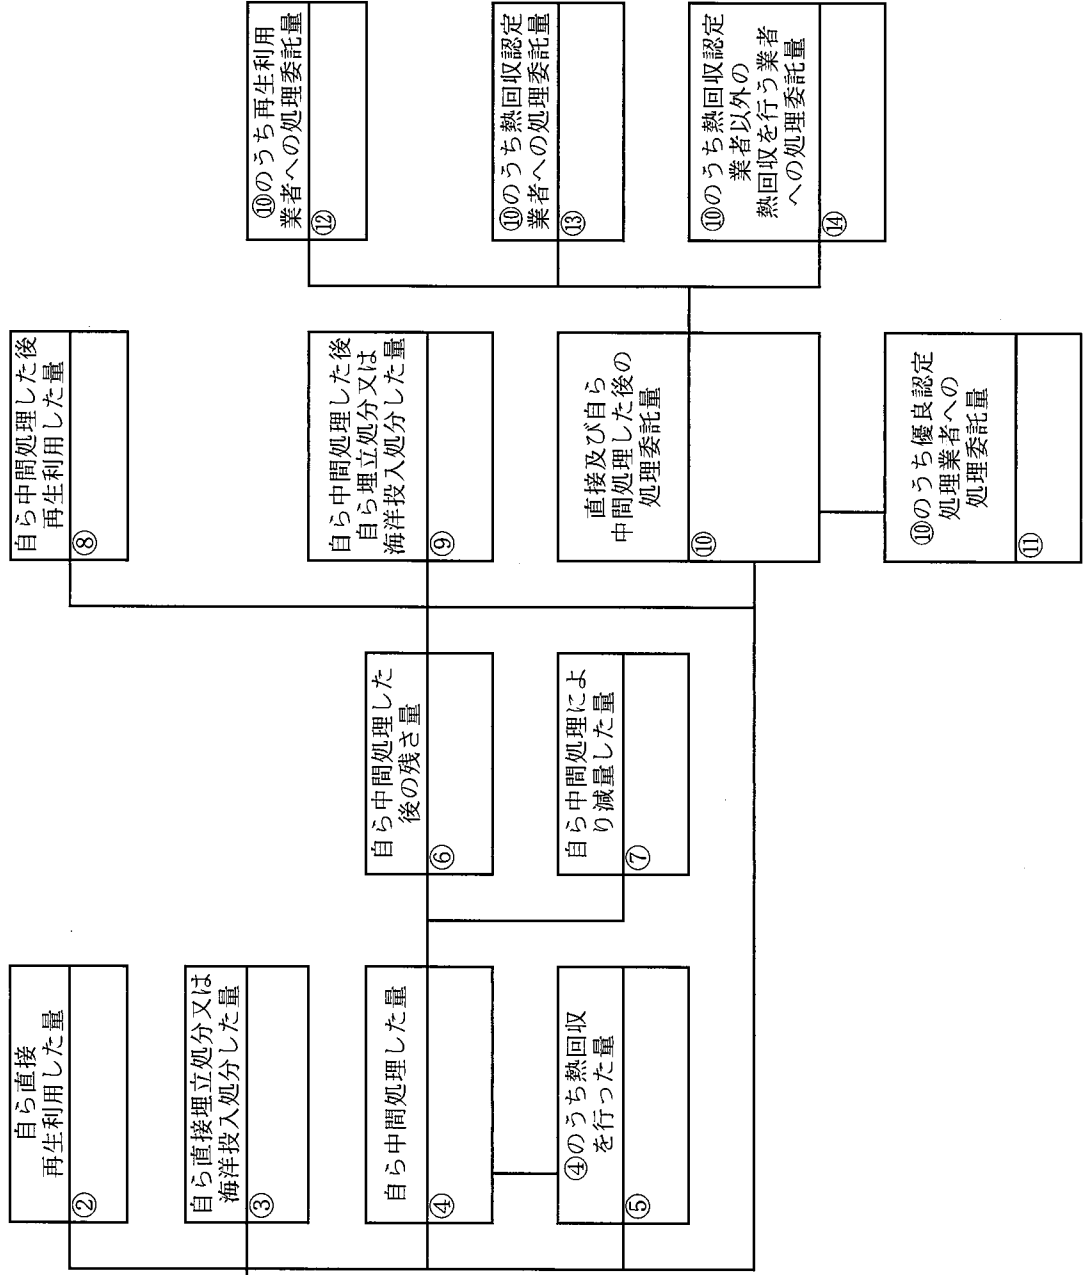 自ら直接
再生利用した量
②
自ら直接埋立処分又は
海洋投入処分した量
③
自ら中間処理した量
④
④のうち熱回収
を行った量
⑤
自ら中間処理した
後の残さ量
⑥
自ら中間処理によ
り減量した量
⑦
自ら中間処理した後
再生利用した量
⑧
自ら中間処理した後
自ら埋立処分又は
海洋投入処分した量
⑨
直接及び自ら
中間処理した後の
処理委託量
⑩
⑩のうち優良認定
処理業者への
処理委託量
⑪
⑩のうち再生利用
業者への処理委託量
⑫
⑩のうち熱回収認定
業者への処理委託量
⑬
⑩のうち熱回収認定
業者以外の
熱回収を行う業者
への処理委託量
⑭